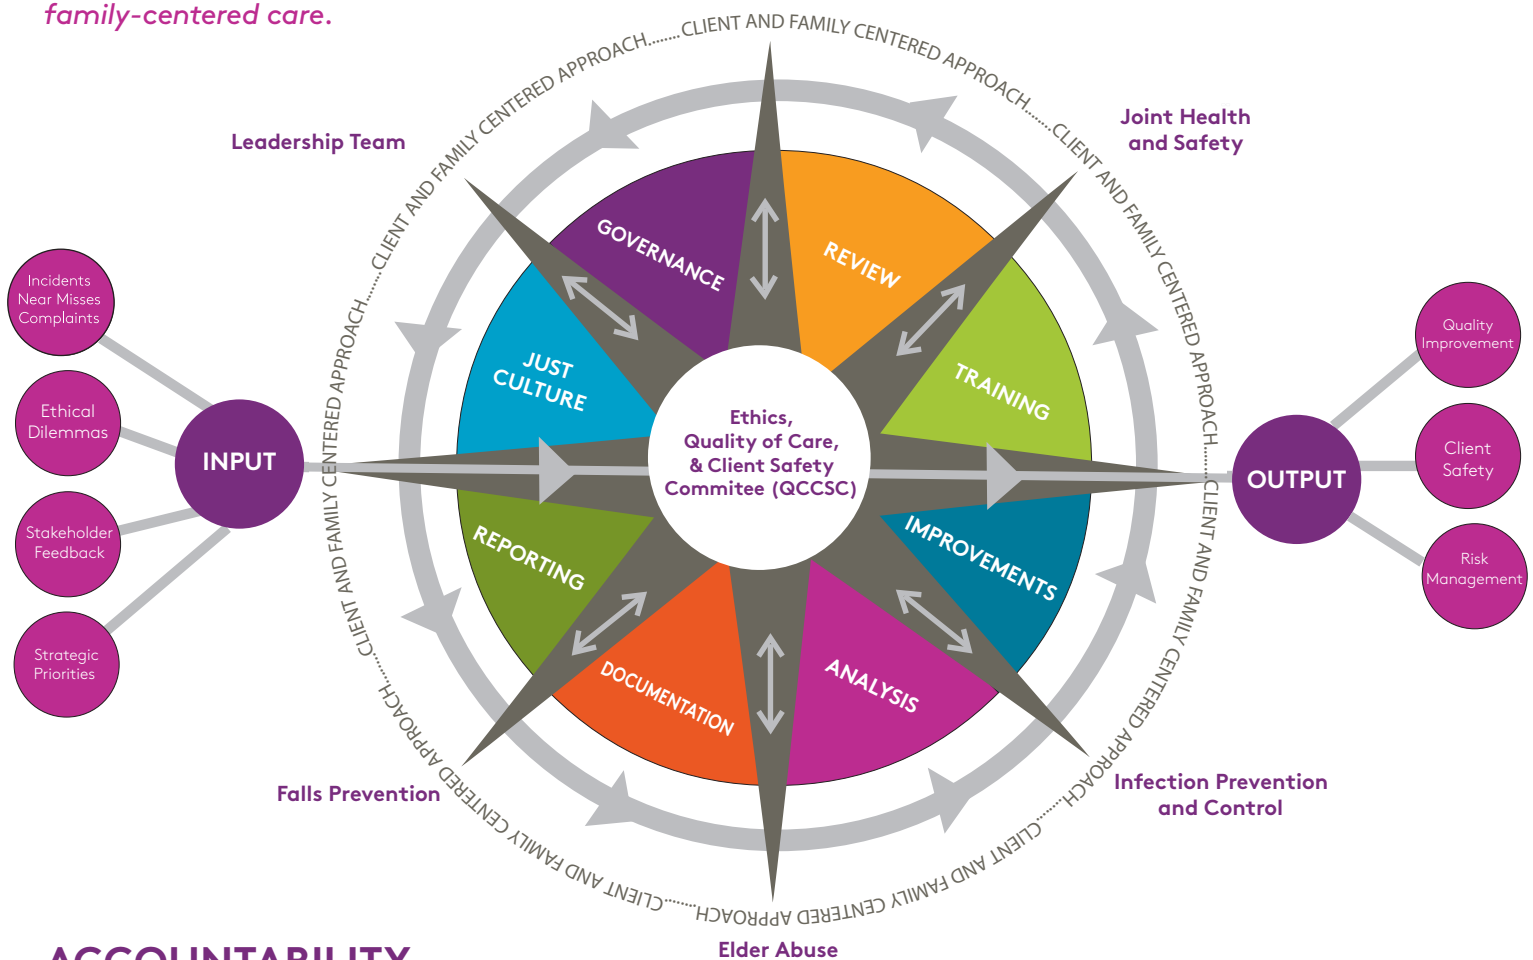 family-centered care.
CLIENT AND FAMILY CENTERED APPROACH........CLIENT AND FAMILY CENTERED APPROACH.......CLIENT AND FAMILY CENTERED APPROACH........CLIENT AND FAMILY CENTERED APPROACH.......CLIENT AND FAMILY CENTERED APPROACH.......CLIENT AND FAMILY CENTERED APPROACH.......CLIENT AND FAMILY CENTERED APPROACH.......CLIENT AND FAMILY CENTERED APPROACH........
Leadership Team
Joint Health
and Safety
GOVERNANCE
REVIEW
JUST
CULTURE
TRAINING
Incidents
Near Misses
Complaints
Ethical
Dilemmas
Stakeholder
Feedback
Strategic
Priorities
INPUT
Ethics,
Quality of Care,
& Client Safety
Commitee (QCCSC)
OUTPUT
Quality
Improvement
Client
Safety
Risk
Management
REPORTING
IMPROVEMENTS
DOCUMENTATION
ANALYSIS
Falls Prevention
Infection Prevention
and Control
Elder Abuse
ACCOUNTABILITY